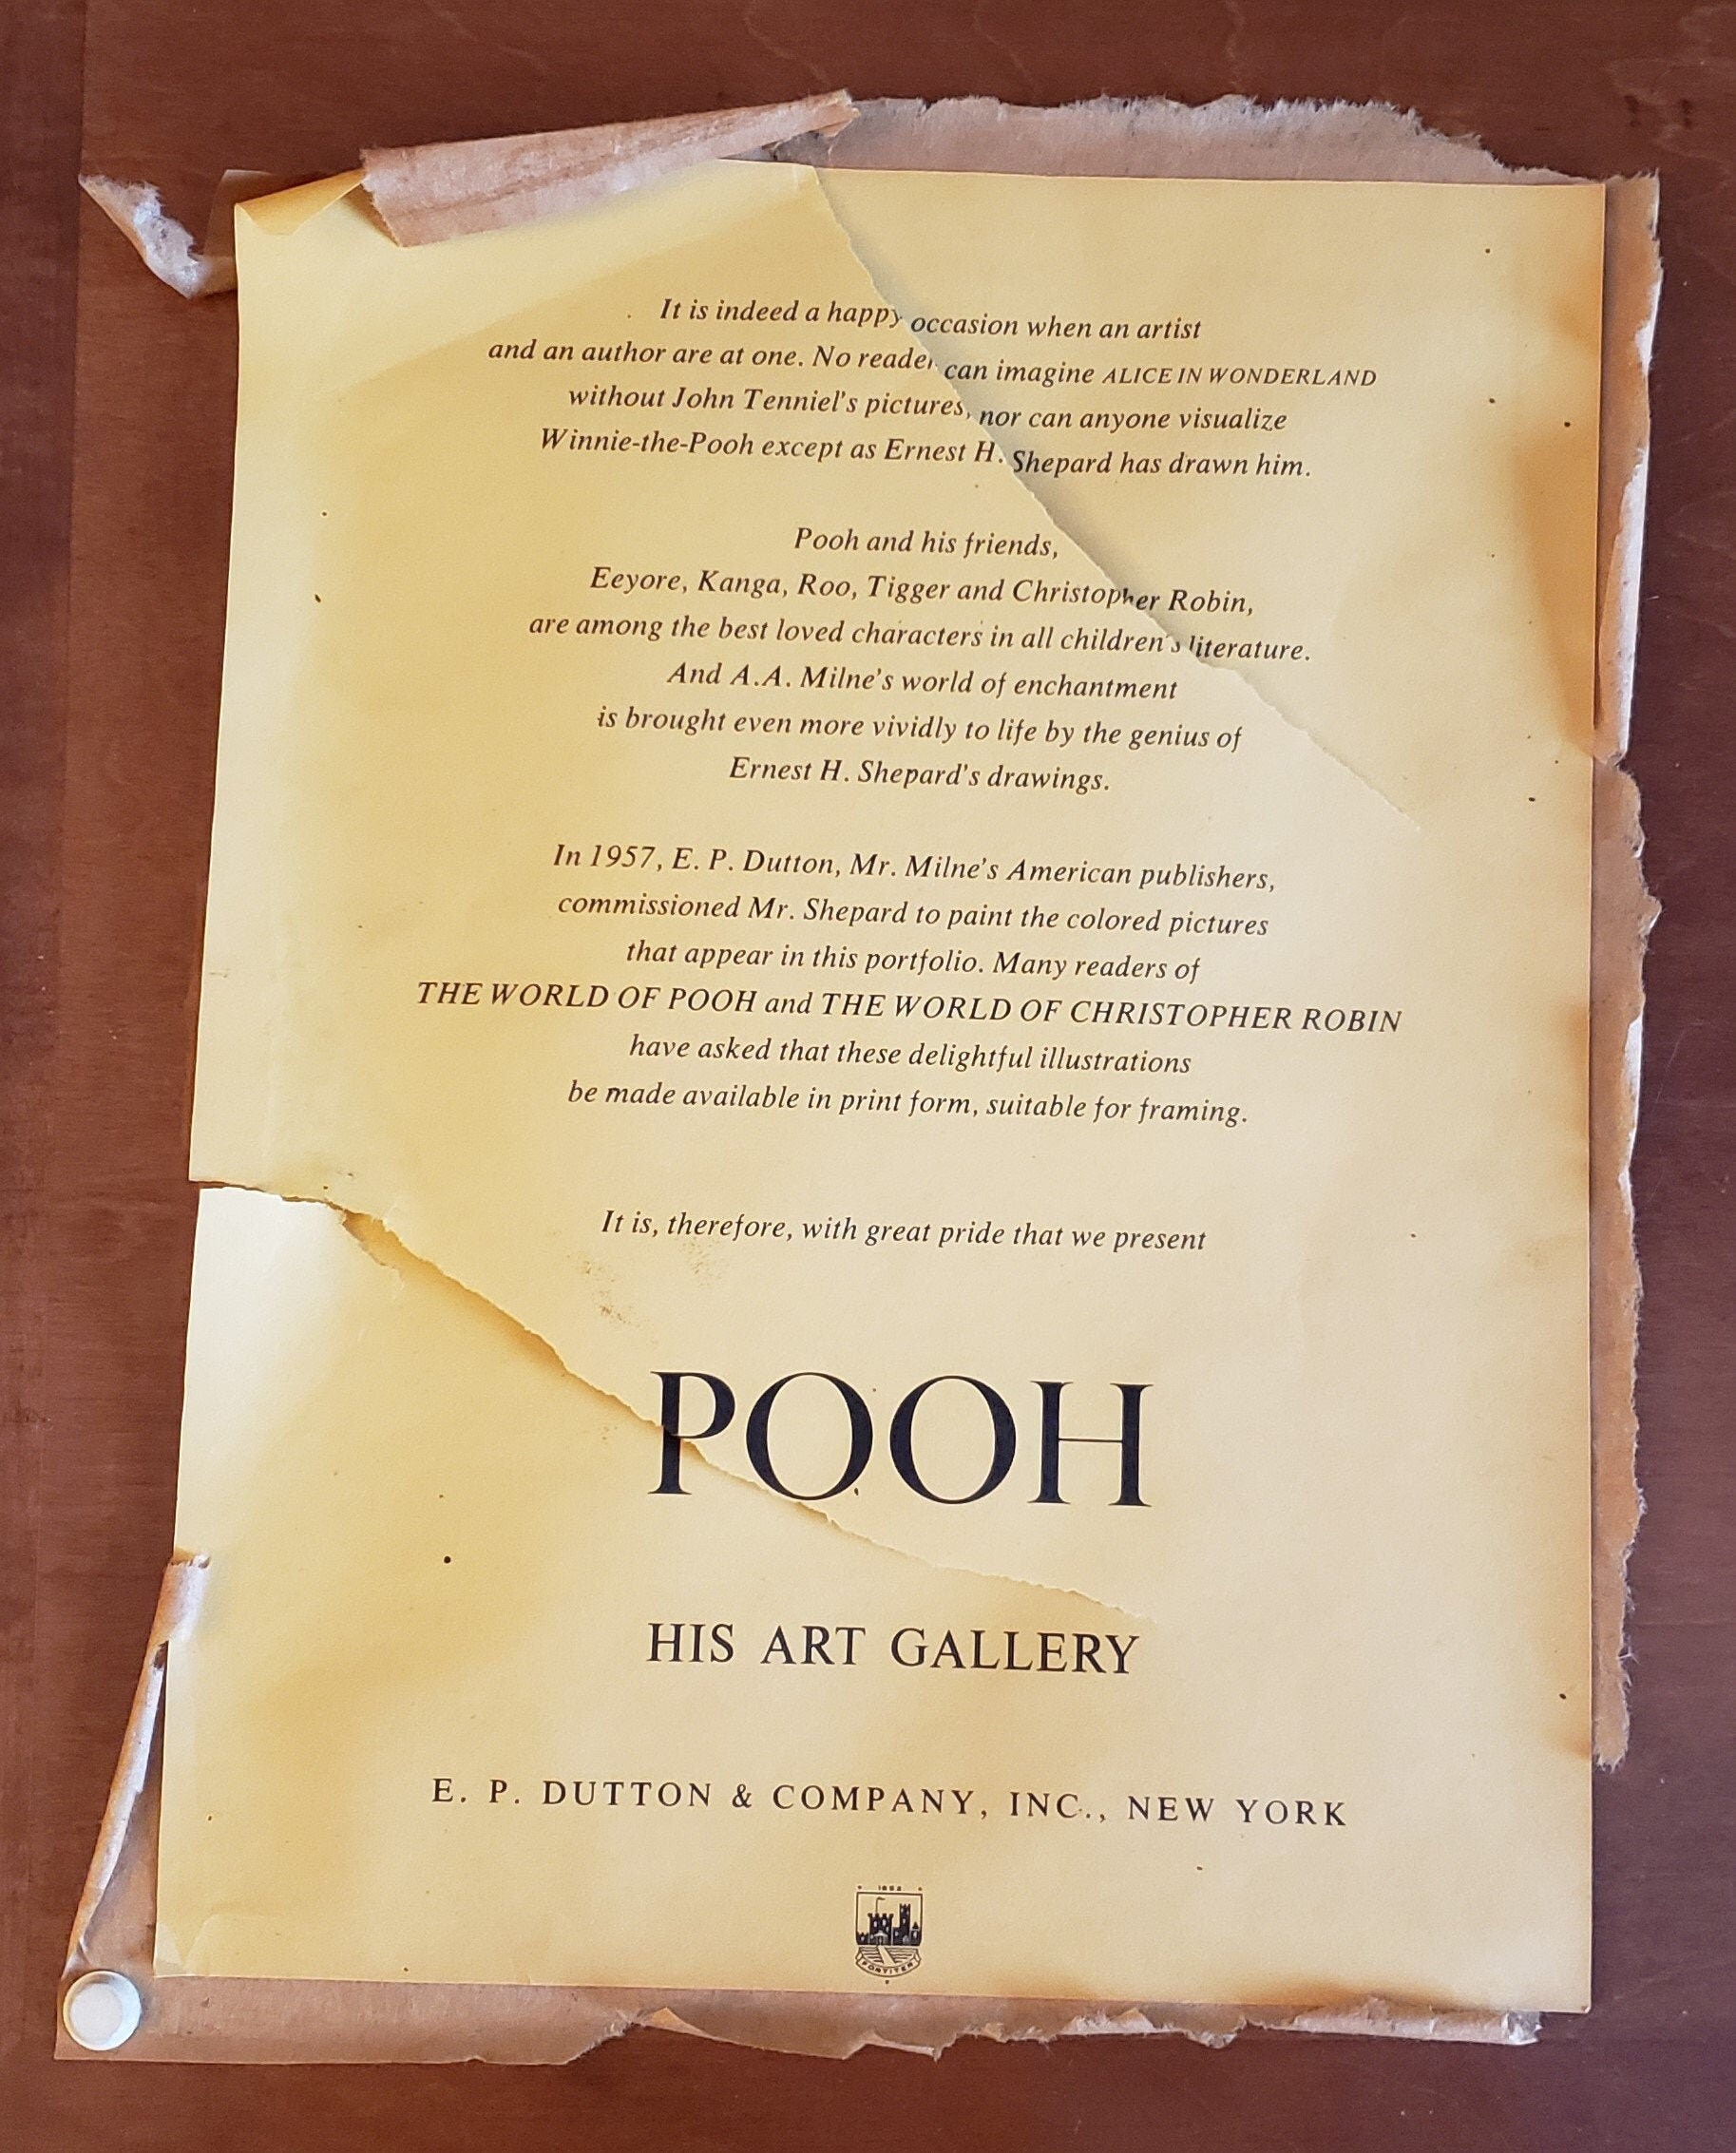 It is indeed a happy occasion when an artist
and an author are at one. No reader can imagine ALICE IN WONDERLAND
without John Tenniel's pictures, nor can anyone visualize
Winnie-the-Pooh except as Ernest H. Shepard has drawn him.
Pooh and his friends,
Eeyore, Kanga, Roo, Tigger and Christopher Robin,
are among the best loved characters in all children's literature.
And A.A. Milne's world of enchantment
is brought even more vividly to life by the genius of
Ernest H. Shepard's drawings.
In 1957, E. P. Dutton, Mr. Milne's American publishers,
commissioned Mr. Shepard to paint the colored pictures
that appear in this portfolio. Many readers of
THE WORLD OF POOH and THE WORLD OF CHRISTOPHER ROBIN
have asked that these delightful illustrations
be made available in print form, suitable for framing.
It is, therefore, with great pride that we present
POOH
HIS ART GALLERY
E. P. DUTTON & COMPANY, INC., NEW YORK
1852
FORTITER